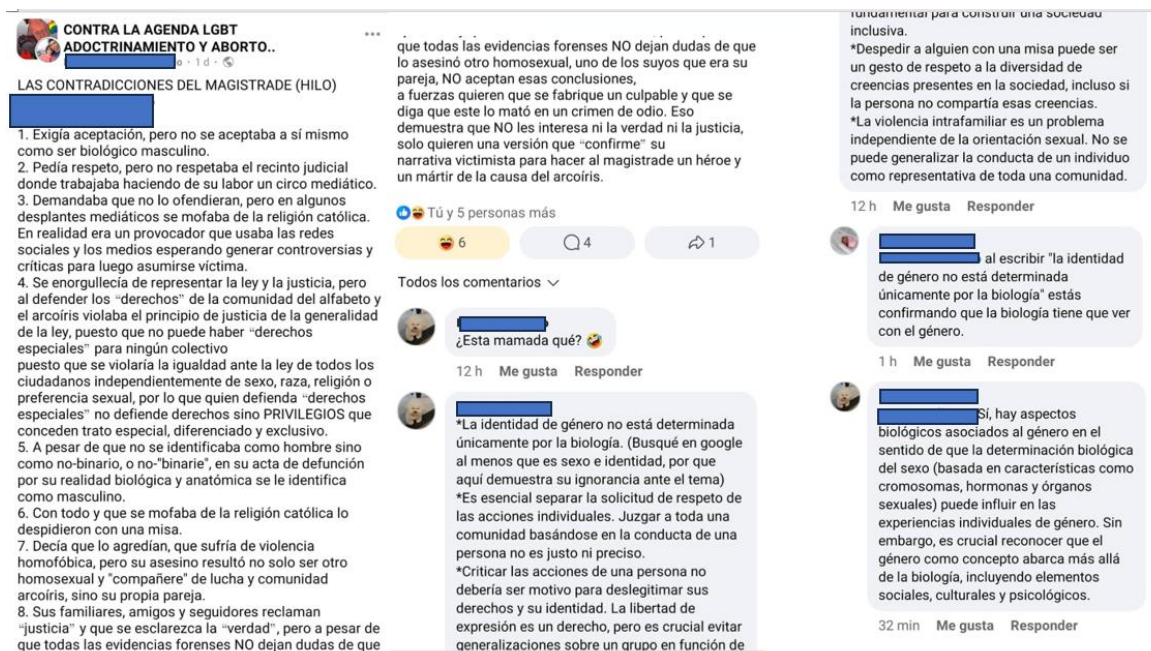 CONTRA LA AGENDA LGBT
ADOCTRINAMIENTO Y ABORTO..
o · 1d ·
LAS CONTRADICCIONES DEL MAGISTRADE (HILO)
1. Exigía aceptación, pero no se aceptaba a sí mismo
como ser biológico masculino.
2. Pedía respeto, pero no respetaba el recinto judicial
donde trabajaba haciendo de su labor un circo mediático.
3. Demandaba que no lo ofendieran, pero en algunos
desplantes mediáticos se mofaba de la religión católica.
En realidad era un provocador que usaba las redes
sociales y los medios esperando generar controversias y
críticas para luego asumirse víctima.
4. Se enorgullecía de representar la ley y la justicia, pero
al defender los “derechos” de la comunidad del alfabeto y
el arcoíris violaba el principio de justicia de la generalidad
de la ley, puesto que no puede haber “derechos
especiales” para ningún colectivo
puesto que se violaría la igualdad ante la ley de todos los
ciudadanos independientemente de sexo, raza, religión o
preferencia sexual, por lo que quien defienda “derechos
especiales” no defiende derechos sino PRIVILEGIOS que
conceden trato especial, diferenciado y exclusivo.
5. A pesar de que no se identificaba como hombre sino
como no-binario, o no-"binarie", en su acta de defunción
por su realidad biológica y anatómica se le identifica
como masculino.
6. Con todo y que se mofaba de la religión católica lo
despidieron con una misa.
7. Decía que lo agredían, que sufría de violencia
homofóbica, pero su asesino resultó no solo ser otro
homosexual y "compañere" de lucha y comunidad
arcoíris, sino su propia pareja.
8. Sus familiares, amigos y seguidores reclaman
“justicia” y que se esclarezca la “verdad”, pero a pesar de
que todas las evidencias forenses NO dejan dudas de que
que todas las evidencias forenses NO dejan dudas de que
lo asesinó otro homosexual, uno de los suyos que era su
pareja, NO aceptan esas conclusiones,
a fuerzas quieren que se fabrique un culpable y que se
diga que este lo mató en un crimen de odio. Eso
demuestra que NO les interesa ni la verdad ni la justicia,
solo quieren una versión que “confirme” su
narrativa victimista para hacer al magistrade un héroe y
un mártir de la causa del arcoíris.
Tú y 5 personas más
6 4 1
Todos los comentarios
¿Esta mamada qué?
12 h Me gusta Responder
*La identidad de género no está determinada
únicamente por la biología. (Busqué en google
al menos que es sexo e identidad, por que
aquí demuestra su ignorancia ante el tema)
*Es esencial separar la solicitud de respeto de
las acciones individuales. Juzgar a toda una
comunidad basándose en la conducta de una
persona no es justo ni preciso.
*Criticar las acciones de una persona no
debería ser motivo para deslegitimar sus
derechos y su identidad. La libertad de
expresión es un derecho, pero es crucial evitar
generalizaciones sobre un grupo en función de
fundamental para construir una sociedad
inclusiva.
*Despedir a alguien con una misa puede ser
un gesto de respeto a la diversidad de
creencias presentes en la sociedad, incluso si
la persona no compartía esas creencias.
*La violencia intrafamiliar es un problema
independiente de la orientación sexual. No se
puede generalizar la conducta de un individuo
como representativa de toda una comunidad.
12 h Me gusta Responder
al escribir "la identidad
de género no está determinada
únicamente por la biología" estás
confirmando que la biología tiene que ver
con el género.
1 h Me gusta Responder
Sí, hay aspectos
biológicos asociados al género en el
sentido de que la determinación biológica
del sexo (basada en características como
cromosomas, hormonas y órganos
sexuales) puede influir en las
experiencias individuales de género. Sin
embargo, es crucial reconocer que el
género como concepto abarca más allá
de la biología, incluyendo elementos
sociales, culturales y psicológicos.
32 min Me gusta Responder